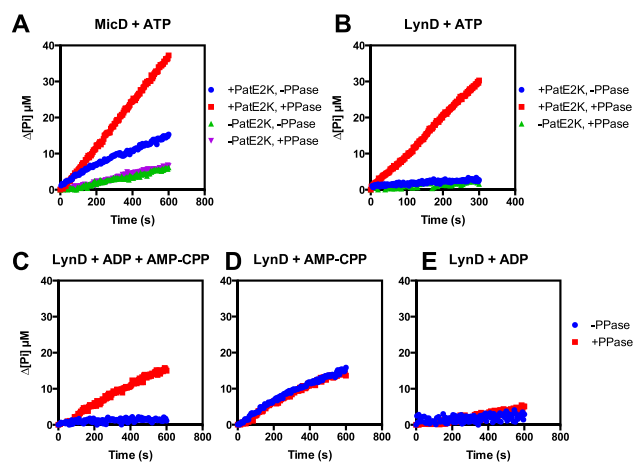 A
MicD + ATP
Δ[Pi] µM
40
30
20
10
0
0 200 400 600 800
Time (s)
+PatE2K, -PPase
+PatE2K, +PPase
-PatE2K, -PPase
-PatE2K, +PPase
B
LynD + ATP
40
30
20
10
0
0 100 200 300 400
Time (s)
+PatE2K, -PPase
+PatE2K, +PPase
-PatE2K, +PPase
C
LynD + ADP + AMP-CPP
Δ[Pi] µM
40
30
20
10
0
0 200 400 600 800
Time (s)
D
LynD + AMP-CPP
40
30
20
10
0
0 200 400 600 800
Time (s)
E
LynD + ADP
40
30
20
10
0
0 200 400 600 800
Time (s)
-PPase
+PPase